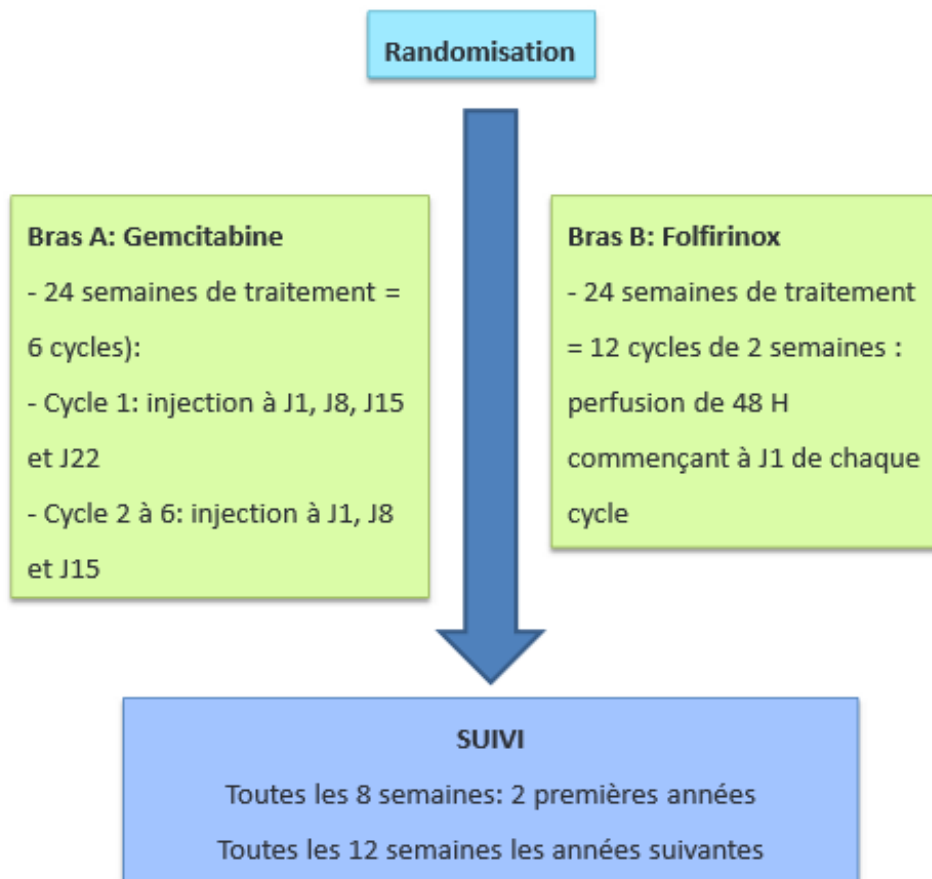 Randomisation
Bras A: Gemcitabine
- 24 semaines de traitement =
6 cycles):
- Cycle 1: injection à J1, J8, J15
et J22
- Cycle 2 à 6: injection à J1, J8
et J15
Bras B: Folfirinox
- 24 semaines de traitement
= 12 cycles de 2 semaines :
perfusion de 48 H
commençant à J1 de chaque
cycle
SUIVI
Toutes les 8 semaines: 2 premières années
Toutes les 12 semaines les années suivantes